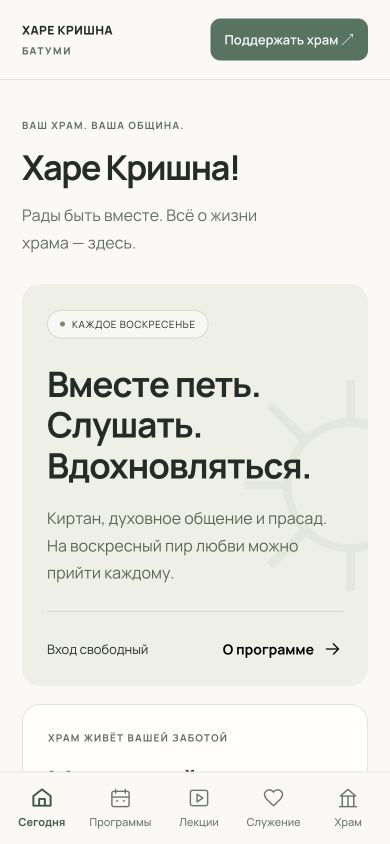 ХАРЕ КРИШНА
БАТУМИ
Поддержать храм ↗
ВАШ ХРАМ. ВАША ОБЩИНА.
Харе Кришна!
Рады быть вместе. Всё о жизни
храма — здесь.
КАЖДОЕ ВОСКРЕСЕНЬЕ
Вместе петь.
Слушать.
Вдохновляться.
Киртан, духовное общение и прасад.
На воскресный пир любви можно
прийти каждому.
Вход свободный
О программе →
ХРАМ ЖИВЁТ ВАШЕЙ ЗАБОТОЙ
Сегодня
Программы
Лекции
Служение
Храм